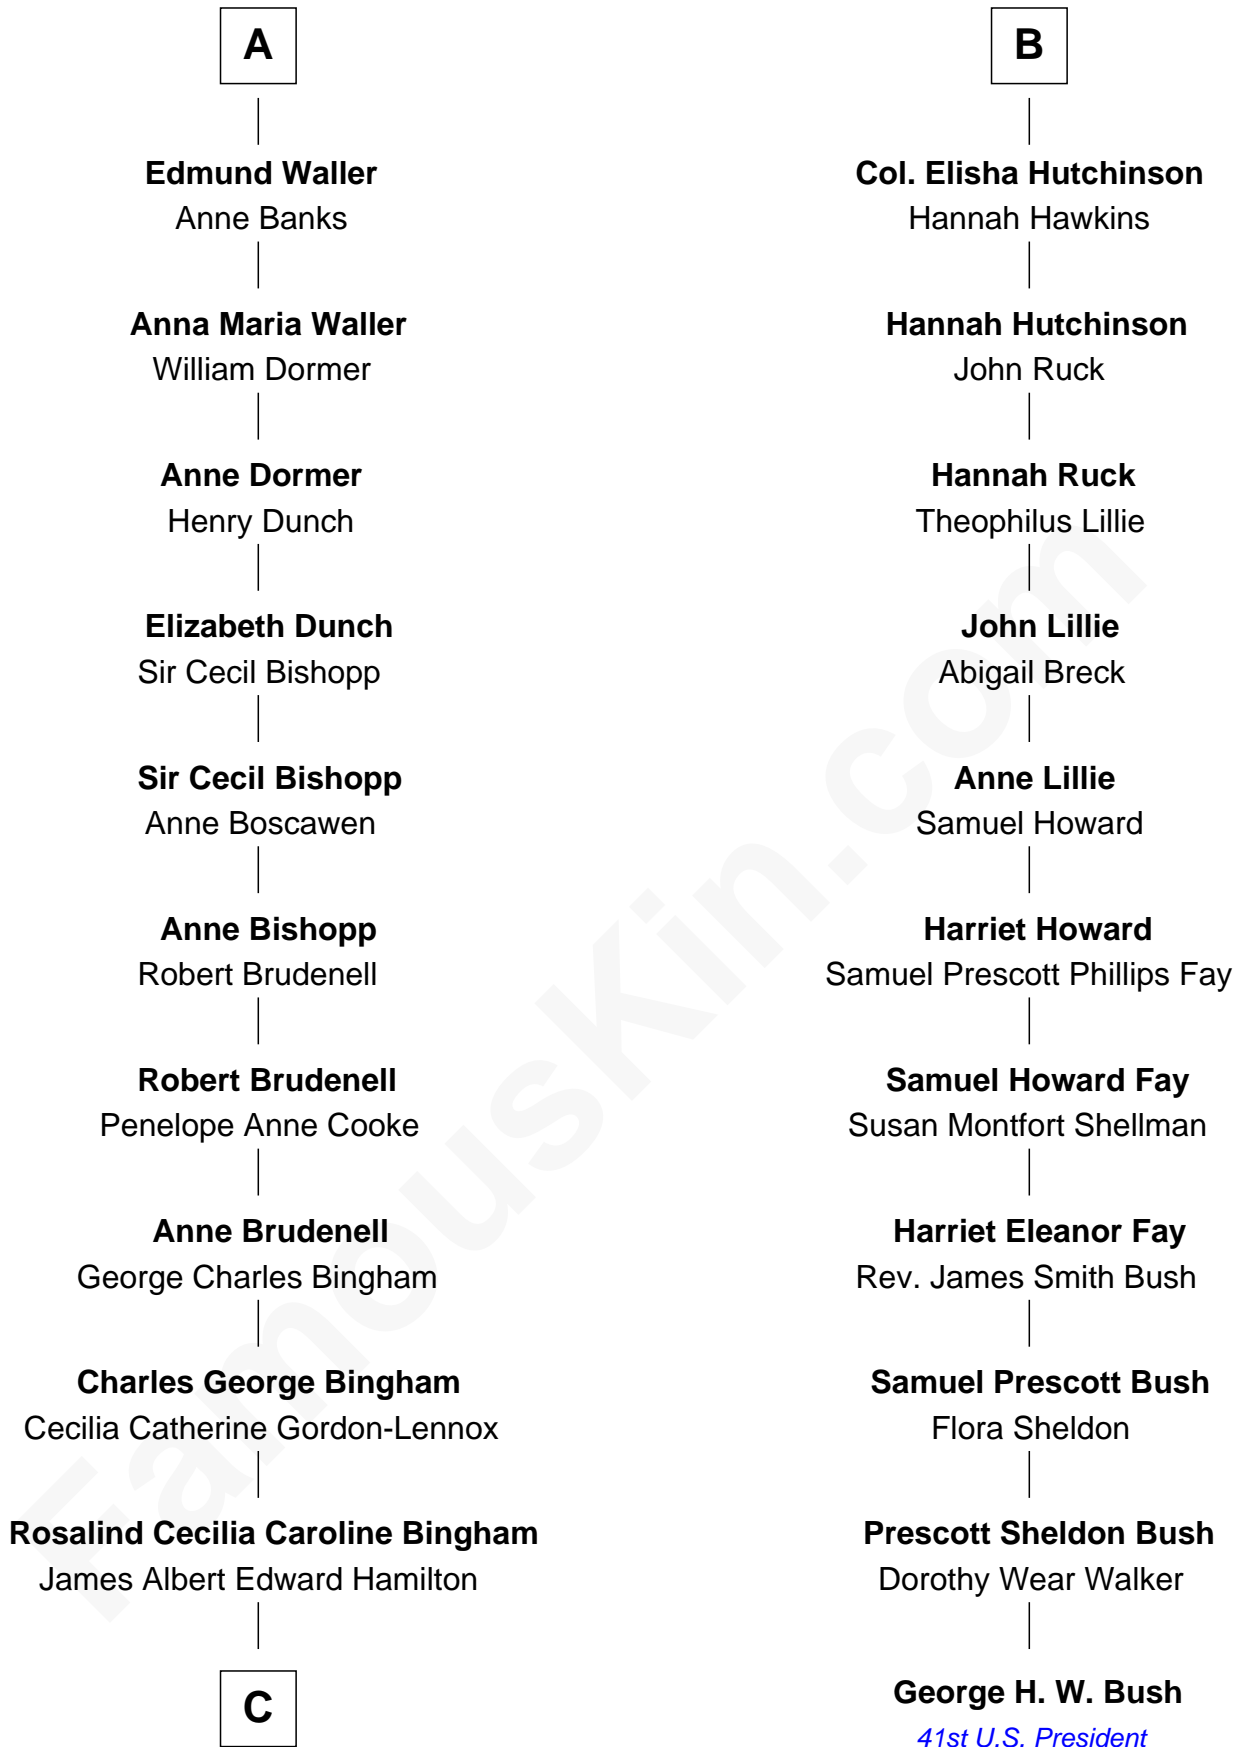 A
Edmund Waller
Anne Banks
Anna Maria Waller
William Dormer
Anne Dormer
Henry Dunch
Elizabeth Dunch
Sir Cecil Bishopp
Sir Cecil Bishopp
Anne Boscawen
Anne Bishopp
Robert Brudenell
Robert Brudenell
Penelope Anne Cooke
Anne Brudenell
George Charles Bingham
Charles George Bingham
Cecilia Catherine Gordon-Lennox
Rosalind Cecilia Caroline Bingham
James Albert Edward Hamilton
C
B
Col. Elisha Hutchinson
Hannah Hawkins
Hannah Hutchinson
John Ruck
Hannah Ruck
Theophilus Lillie
John Lillie
Abigail Breck
Anne Lillie
Samuel Howard
Harriet Howard
Samuel Prescott Phillips Fay
Samuel Howard Fay
Susan Montfort Shellman
Harriet Eleanor Fay
Rev. James Smith Bush
Samuel Prescott Bush
Flora Sheldon
Prescott Sheldon Bush
Dorothy Wear Walker
George H. W. Bush
41st U.S. President
FamousKin.com